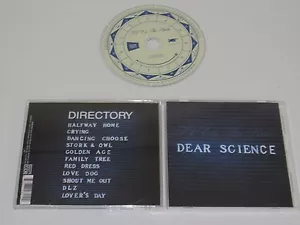 DIRECTORY
HALFWAY HOME
CRYING
DANCING CHOOSE
STORK & OWL
GOLDEN AGE
FAMILY TREE
RED DRESS
LOVE DOG
SHOUT ME OUT
DLZ
LOVER'S DAY
DEAR SCIENCE